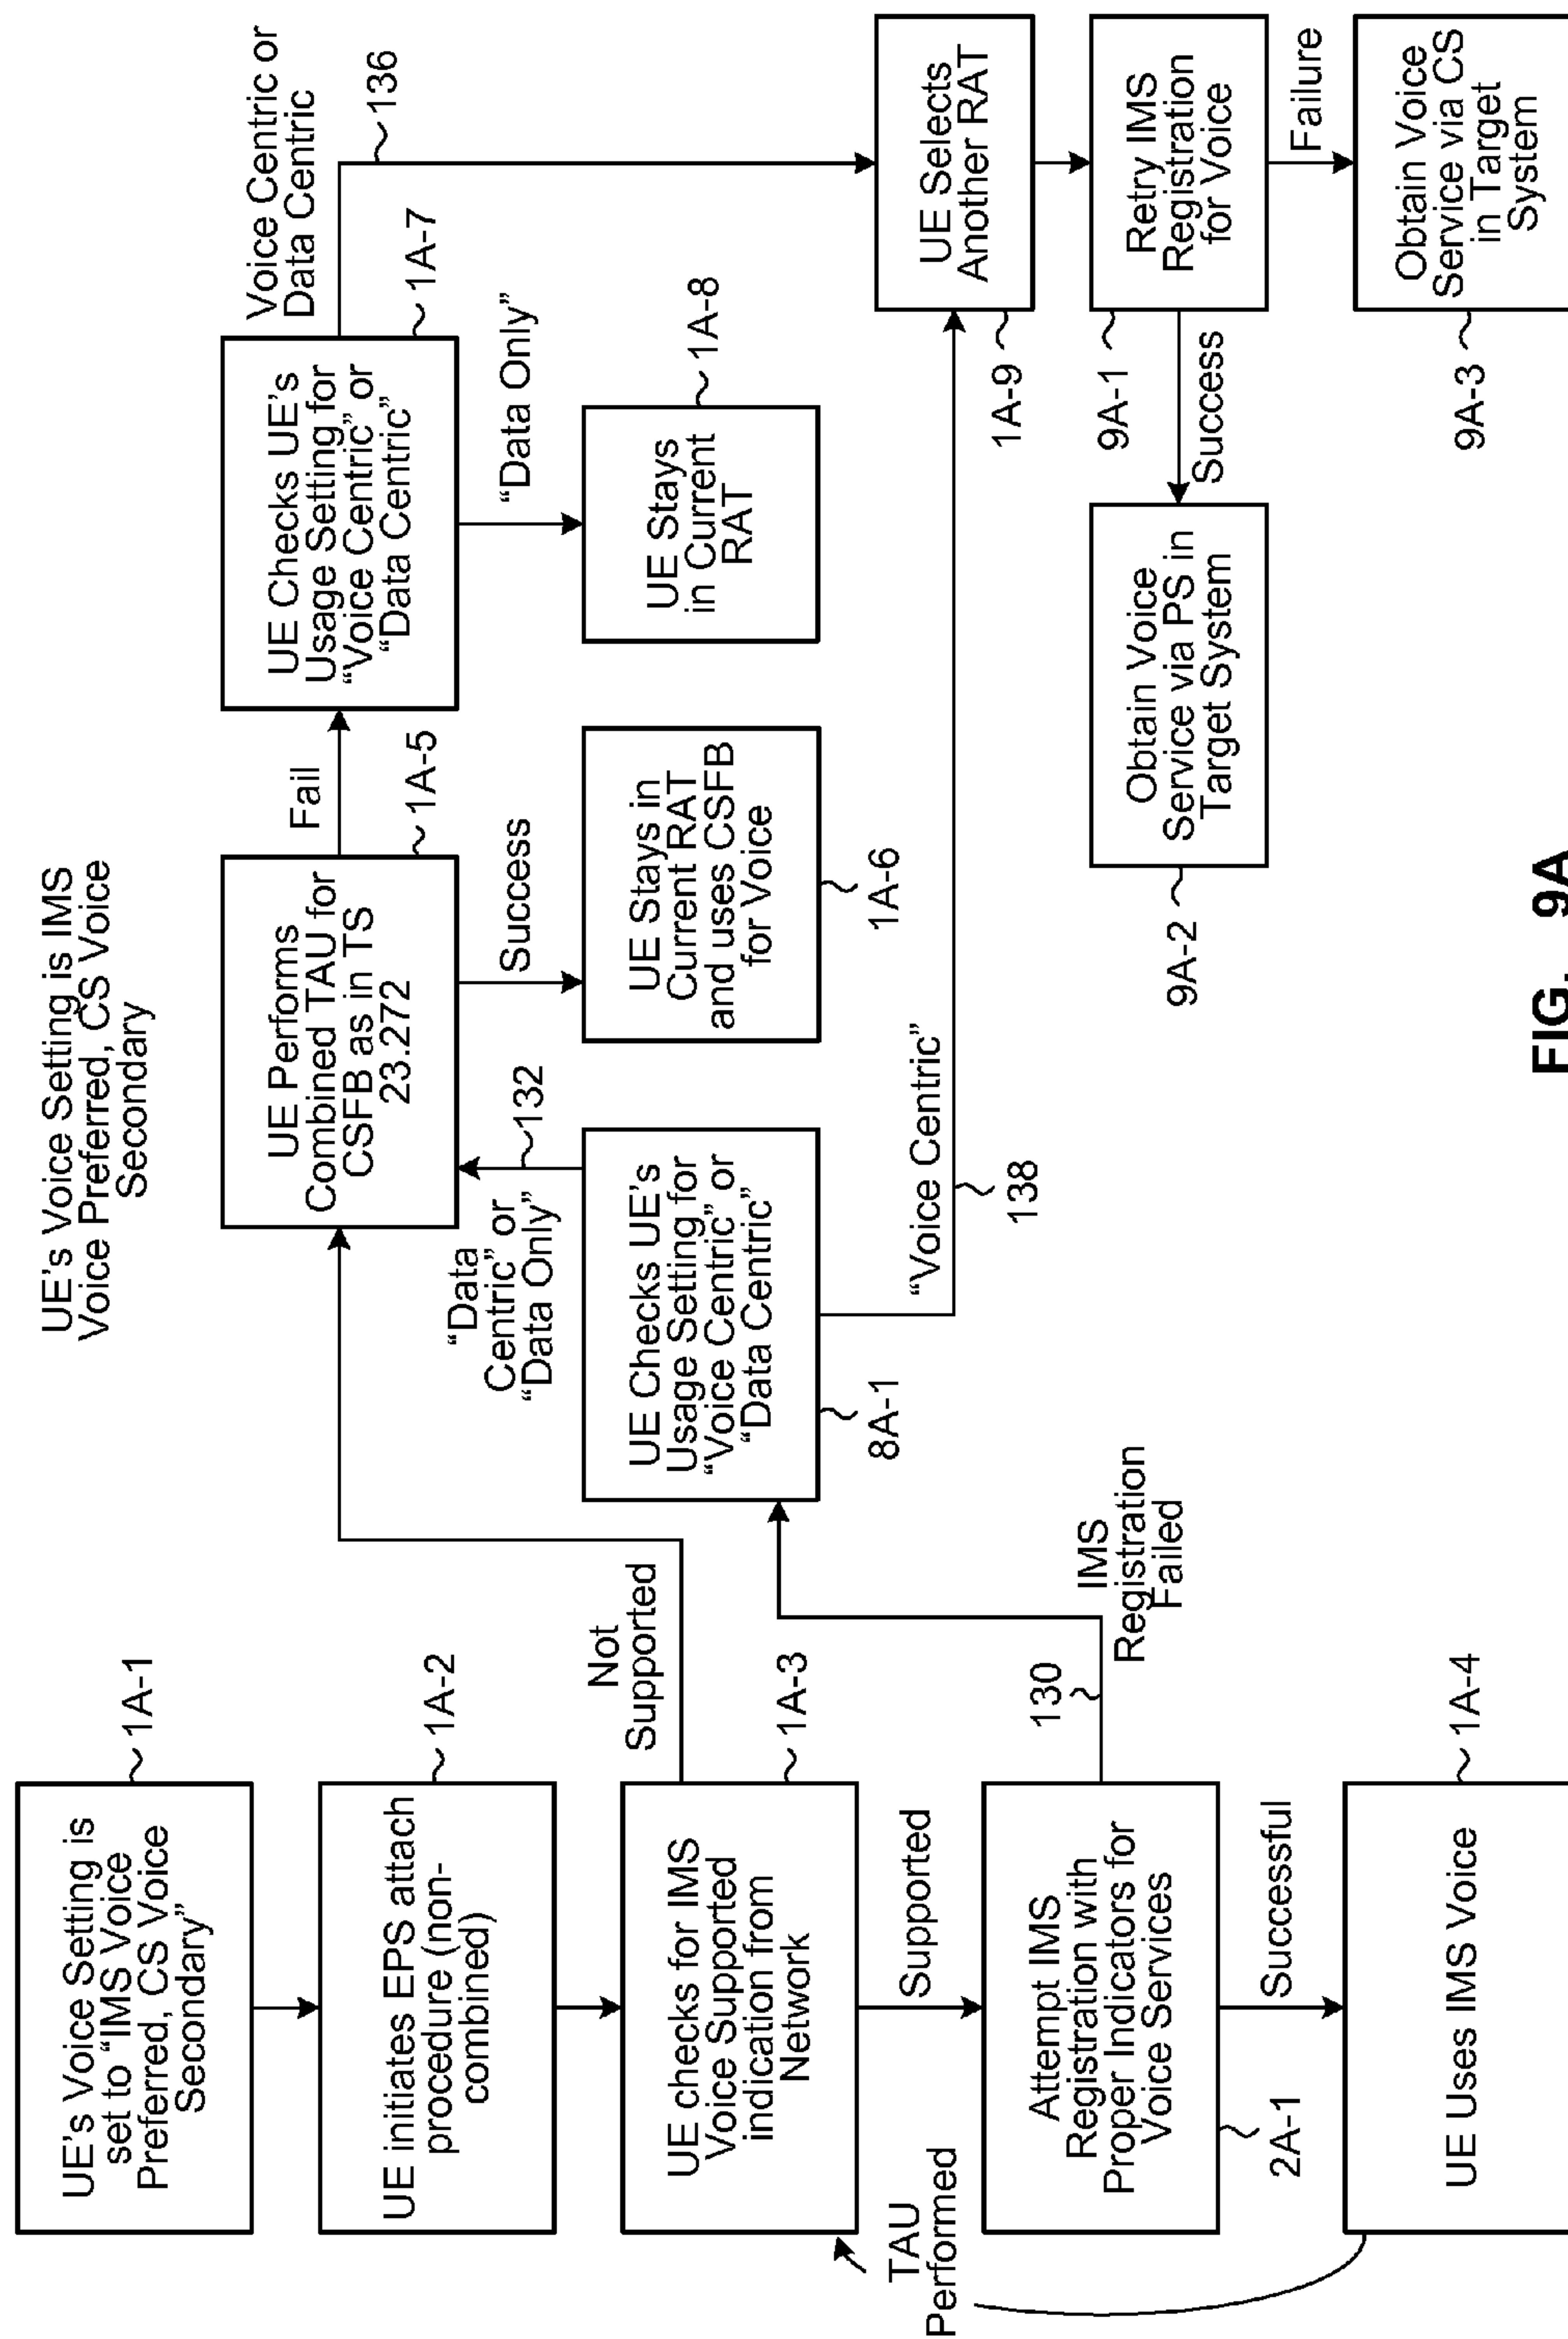 UE's Voice Setting is IMS
Voice Preferred, CS Voice
Secondary
UE's Voice Setting is
set to "IMS Voice
Preferred, CS Voice
Secondary"
1A-1
UE initiates EPS attach
procedure (non-
combined)
1A-2
UE checks for IMS
Voice Supported
indication from
Network
1A-3
Not
Supported
Supported
TAU
Performed
Attempt IMS
Registration with
Proper Indicators for
Voice Services
2A-1
130
IMS
Registration
Failed
Successful
UE Uses IMS Voice
1A-4
UE Performs
Combined TAU for
CSFB as in TS
23.272
1A-5
Fail
Success
"Data
Centric" or
"Data Only"
132
UE Checks UE's
Usage Setting for
"Voice Centric" or
"Data Centric"
8A-1
"Voice Centric"
138
UE Stays in
Current RAT
and uses CSFB
for Voice
1A-6
UE Checks UE's
Usage Setting for
"Voice Centric" or
"Data Centric"
1A-7
Voice Centric or
Data Centric
136
"Data Only"
UE Stays
in Current
RAT
1A-8
UE Selects
Another RAT
1A-9
Retry IMS
Registration
for Voice
9A-1
Success
Failure
Obtain Voice
Service via PS in
Target System
9A-2
Obtain Voice
Service via CS
in Target
System
9A-3
FIG. 9A